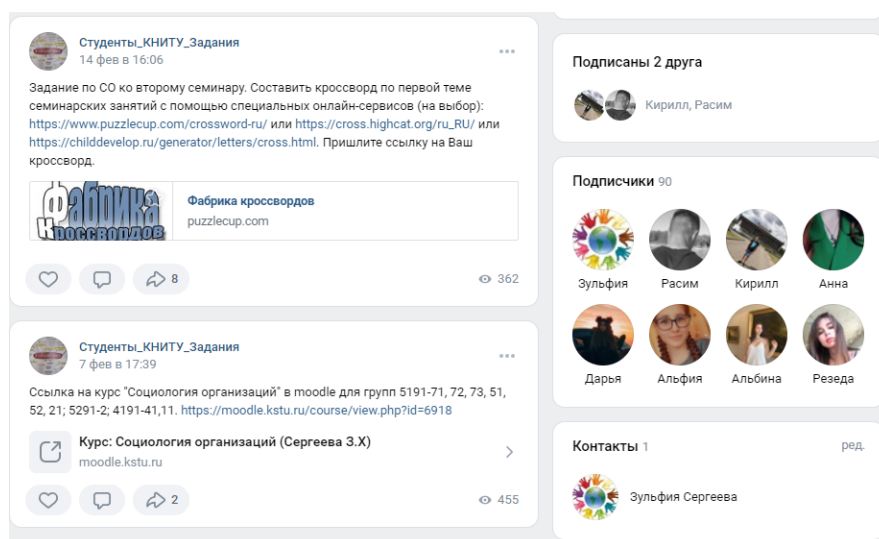 Студенты_КНИТУ_Задания
14 фев в 16:06
Задание по СО ко второму семинару. Составить кроссворд по первой теме
семинарских занятий с помощью специальных онлайн-сервисов (на выбор):
https://www.puzzlecup.com/crossword-ru/ или https://cross.highcat.org/ru_RU/ или
https://childdevelop.ru/generator/letters/cross.html. Пришлите ссылку на Ваш
кроссворд.
Фабрика
Кроссвордов
Фабрика кроссвордов
puzzlecup.com
8
362
Студенты_КНИТУ_Задания
7 фев в 17:39
Ссылка на курс "Социология организаций" в moodle для групп 5191-71, 72, 73, 51,
52, 21; 5291-2; 4191-41,11. https://moodle.kstu.ru/course/view.php?id=6918
Курс: Социология организаций (Сергеева З.Х)
moodle.kstu.ru
2
455
Подписаны 2 друга
Кирилл, Расим
Подписчики 90
Зульфия Расим Кирилл Анна
Дарья Альфия Альбина Резеда
Контакты 1 ред.
Зульфия Сергеева